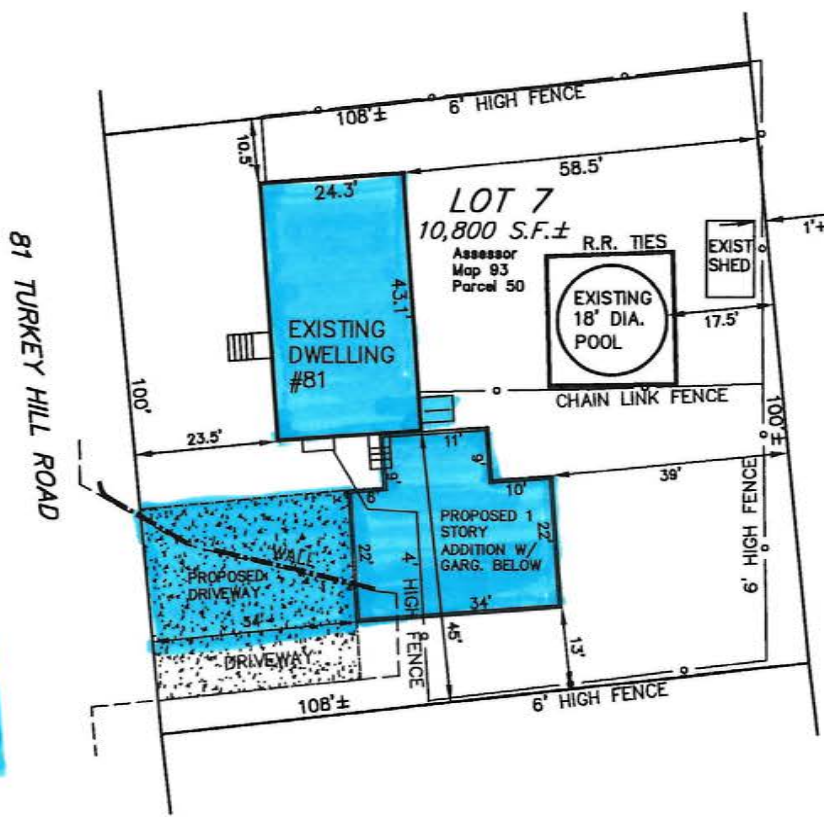 108'±
6' HIGH FENCE
10.5'
24.3'
58.5'
LOT 7
10,800 S.F.±
Assessor
Map 93
Parcel 50
R.R. TIES
EXIST
SHED
1'±
43.1'
EXISTING
18' DIA.
POOL
17.5'
EXISTING
DWELLING
#81
81 TURKEY HILL ROAD
100'
CHAIN LINK FENCE
100'±
23.5'
11'
9'
9'
10'
39'
PROPOSED 1
STORY
ADDITION W/
GARG. BELOW
22'
22'
WALL
PROPOSED
DRIVEWAY
4' HIGH FENCE
6' HIGH FENCE
34'
34'
45'
13'
DRIVEWAY
108'±
6' HIGH FENCE